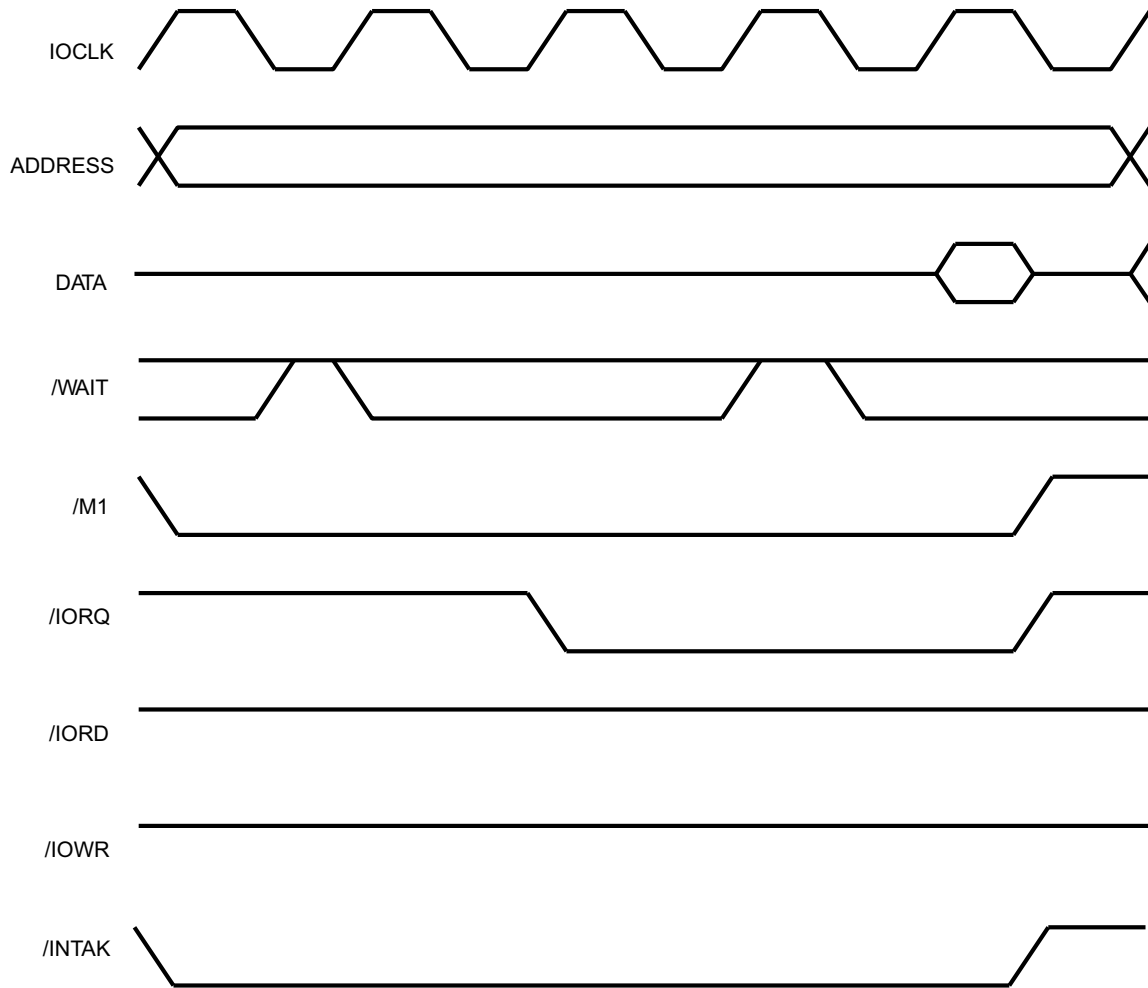 IOCLK
ADDRESS
DATA
/WAIT
/M1
/IORQ
/IORD
/IOWR
/INTAK